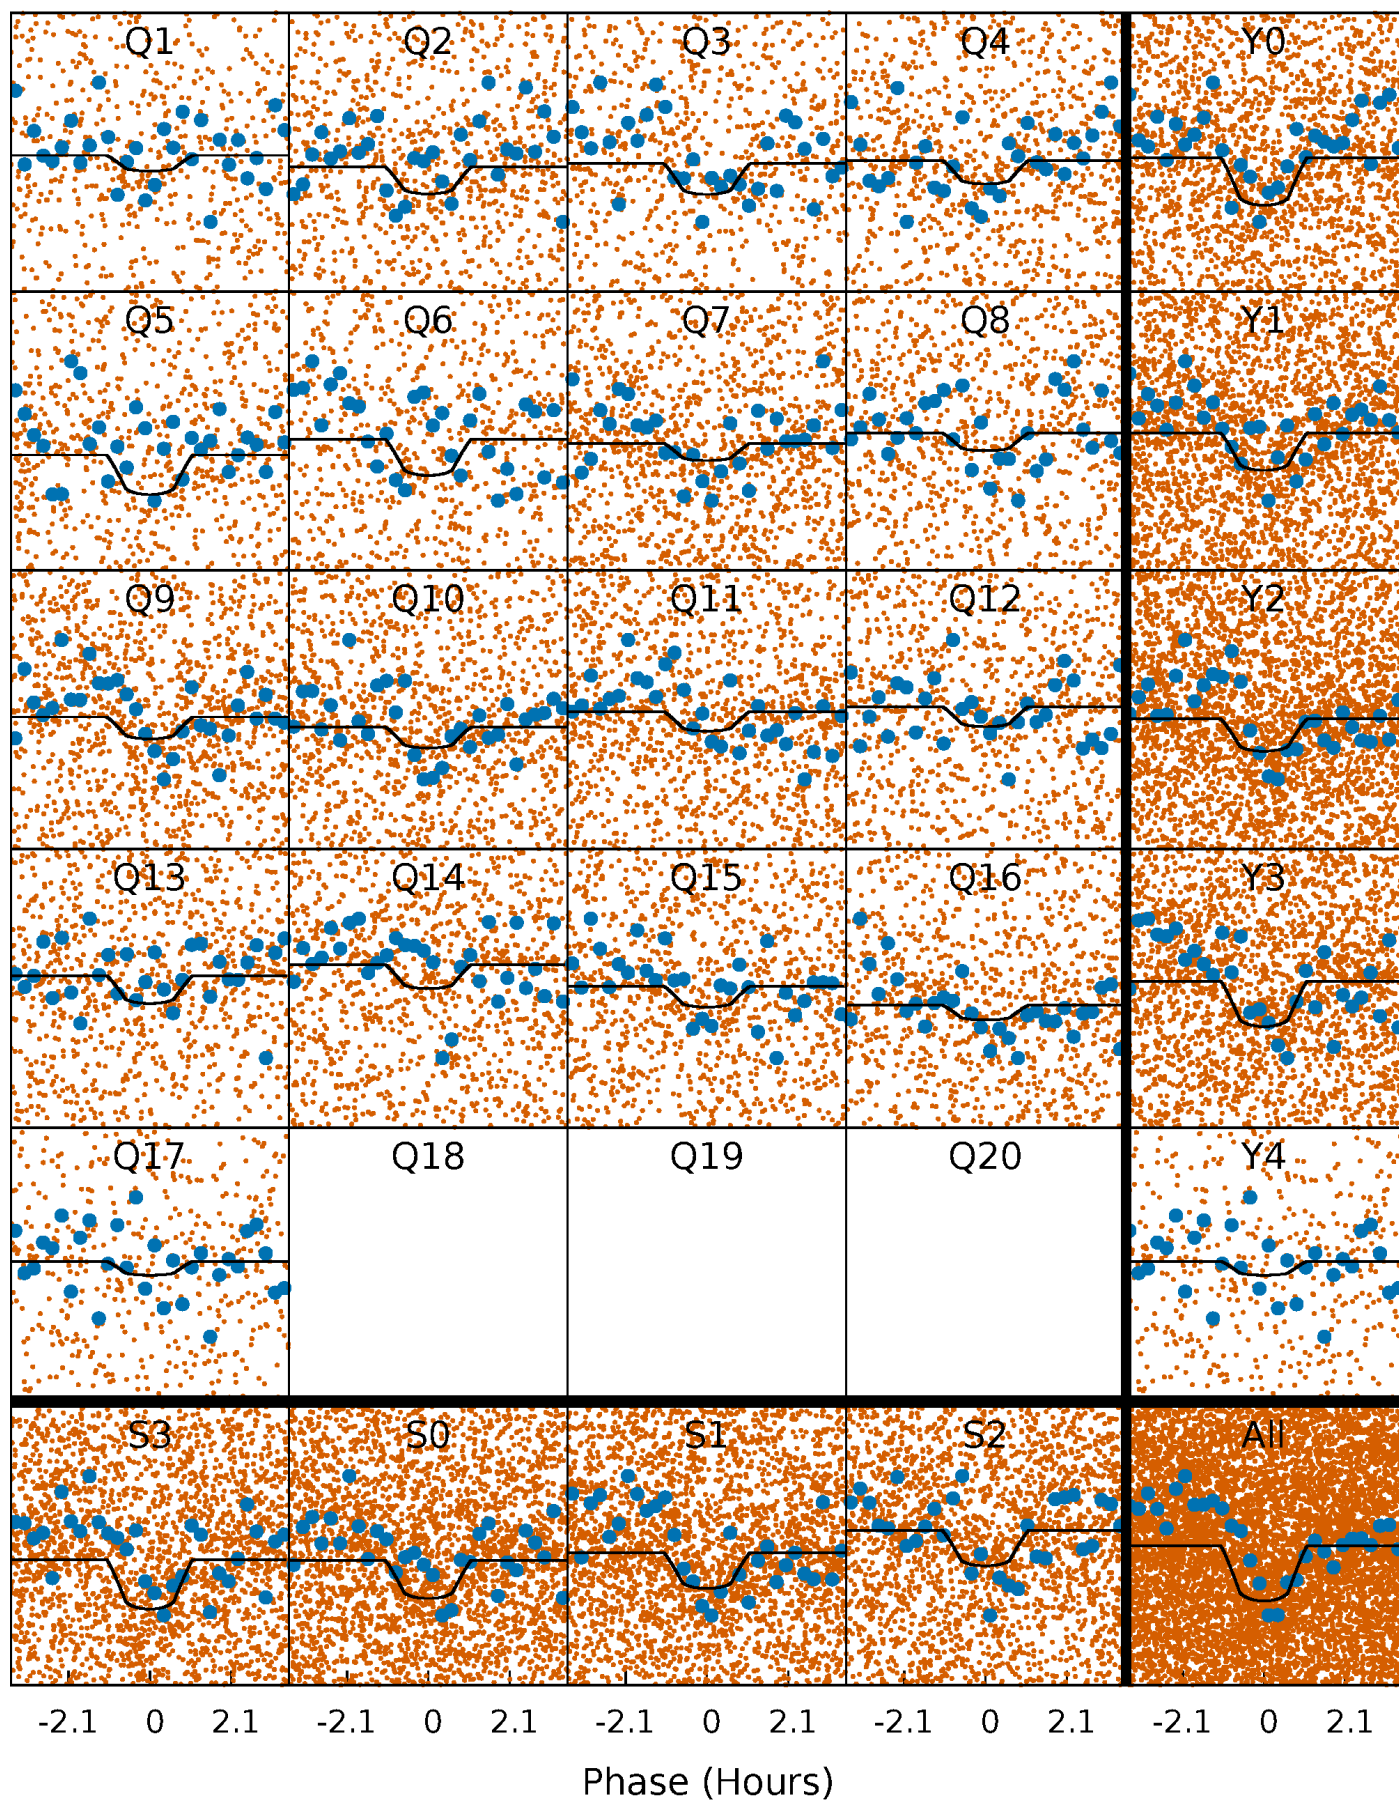 Q1 Q2 Q3 Q4 Y0
Q5 Q6 Q7 Q8 Y1
Q9 Q10 Q11 Q12 Y2
Q13 Q14 Q15 Q16 Y3
Q17 Q18 Q19 Q20 Y4
S3 S0 S1 S2 All
-2.1 0 2.1 -2.1 0 2.1 -2.1 0 2.1 -2.1 0 2.1 -2.1 0 2.1
Phase (Hours)